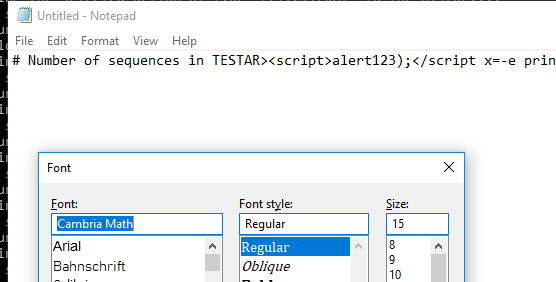 Untitled - Notepad
File Edit Format View Help
# Number of sequences in TESTAR><script>alert123);</script x=-e prin
Font
Font: Font style: Size:
Cambria Math Regular 15
Arial Regular 8
Bahnschrift Oblique 9
10